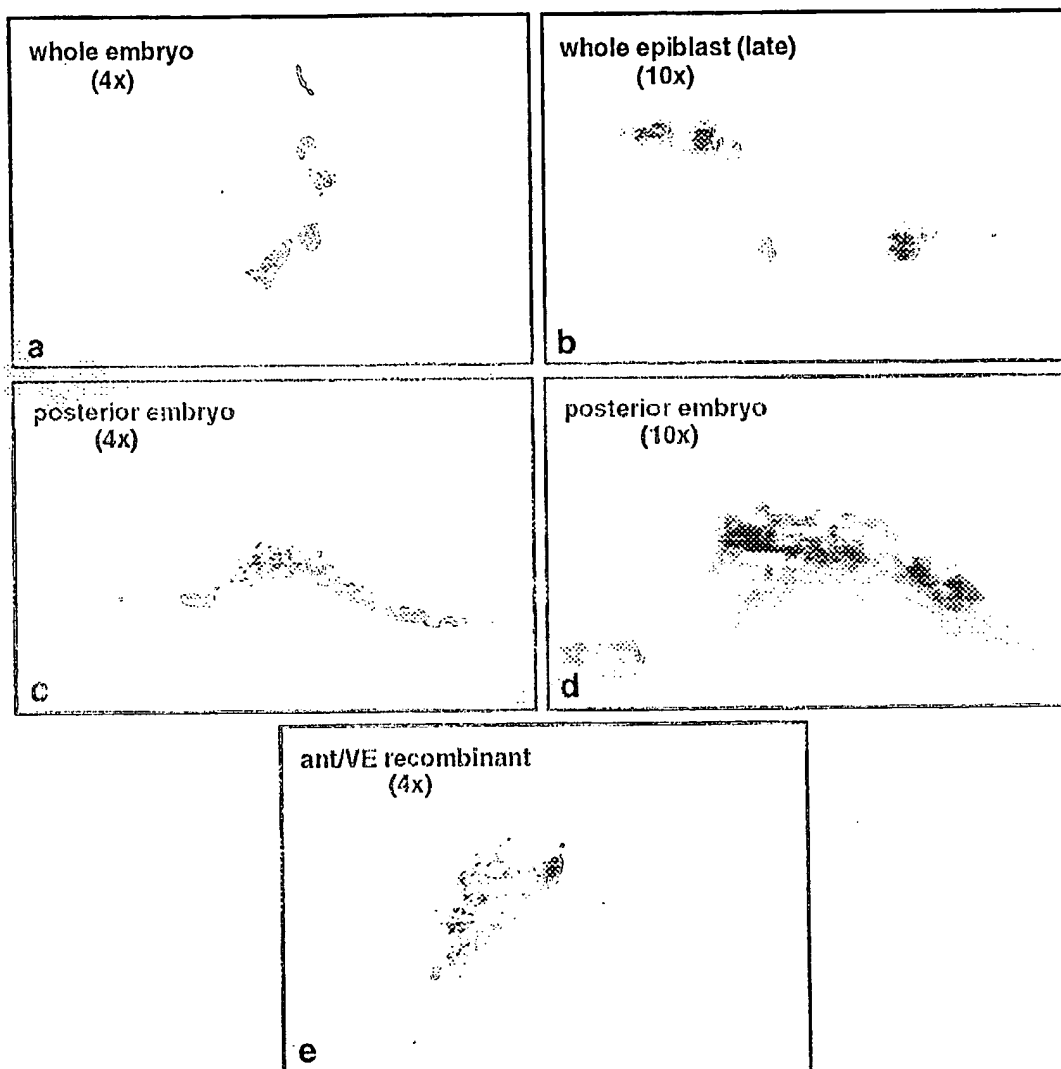 whole embryo
(4x)
a
whole epiblast (late)
(10x)
b
posterior embryo
(4x)
c
posterior embryo
(10x)
d
ant/VE recombinant
(4x)
e